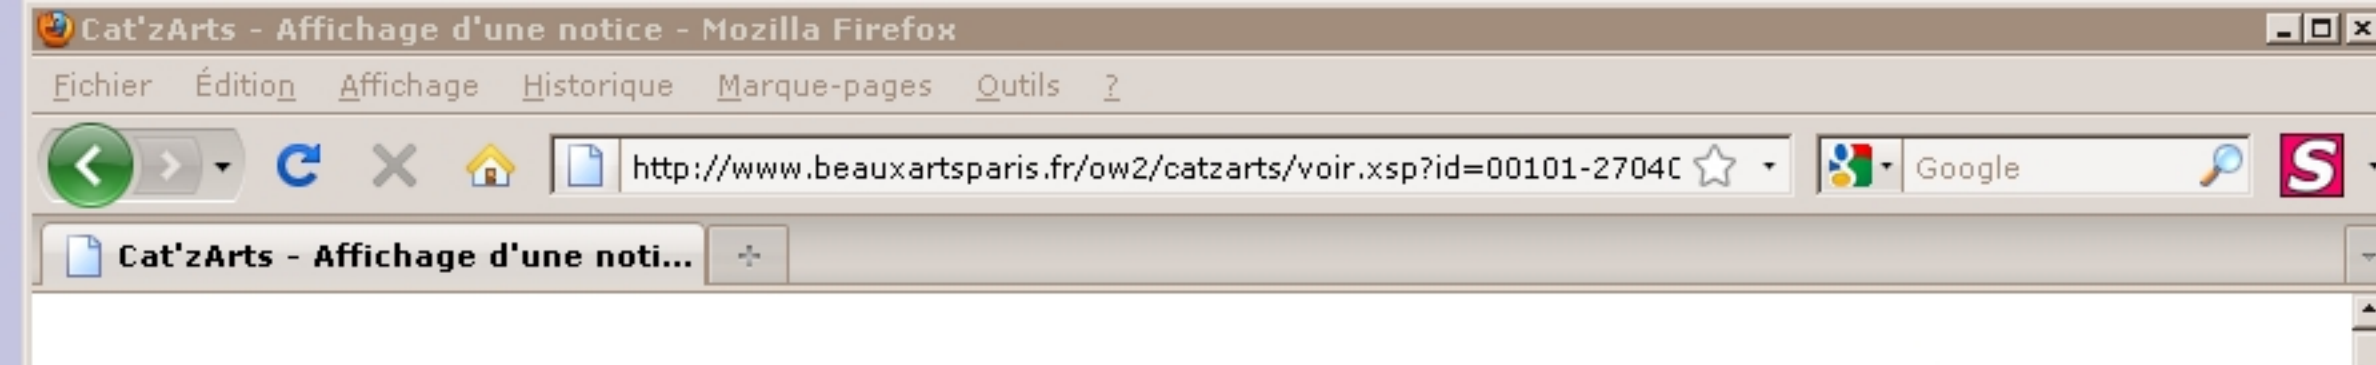 Cat'zArts - Affichage d'une notice - Mozilla Firefox
Fichier Édition Affichage Historique Marque-pages Outils ?
http://www.beauxartsparis.fr/ow2/catzarts/voir.xsp?id=00101-2704 Google S
Cat'zArts - Affichage d'une noti...